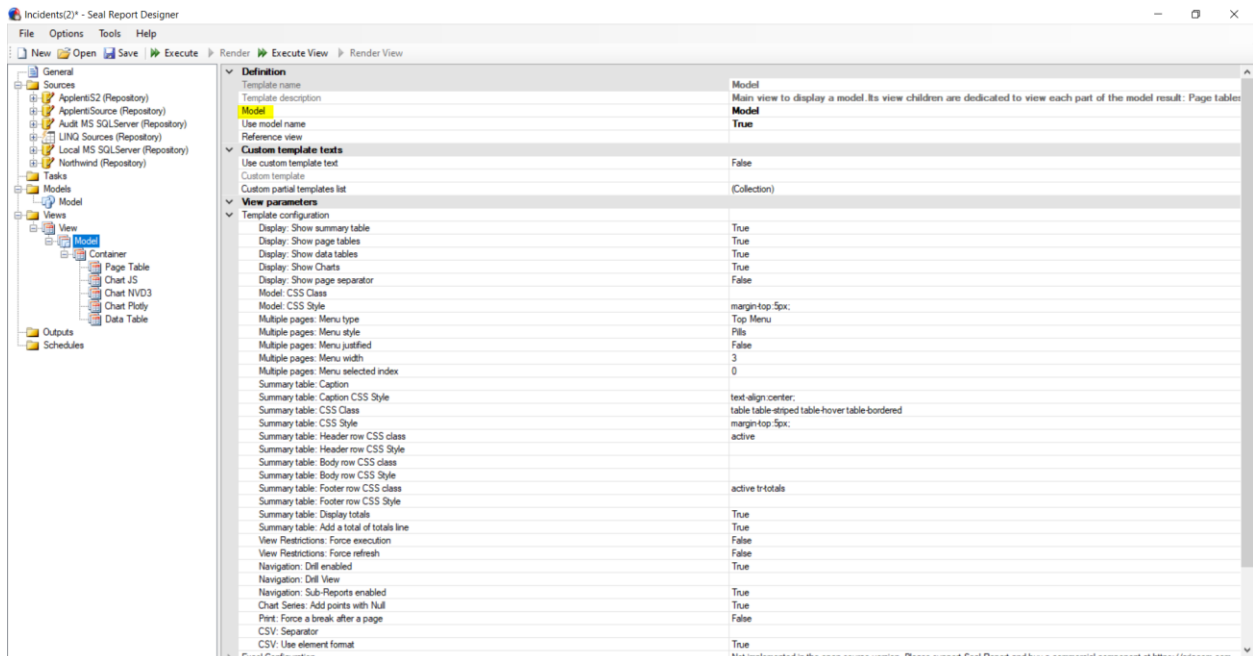 Incidents(2)* - Seal Report Designer
File Options Tools Help
New Open Save Execute Render Execute View Render View
General
Sources
ApplentiS2 (Repository)
ApplentiSource (Repository)
Audit MS SQLServer (Repository)
LINQ Sources (Repository)
Local MS SQLServer (Repository)
Northwind (Repository)
Tasks
Models
Model
Views
View
Model
Container
Page Table
Chart JS
Chart NVD3
Chart Plotly
Data Table
Outputs
Schedules
Definition
Template name Model
Template description Main view to display a model.Its view children are dedicated to view each part of the model result: Page tables
Model Model
Use model name True
Reference view
Custom template texts
Use custom template text False
Custom template
Custom partial templates list (Collection)
View parameters
Template configuration
Display: Show summary table True
Display: Show page tables True
Display: Show data tables True
Display: Show Charts True
Display: Show page separator False
Model: CSS Class
Model: CSS Style margin-top:5px;
Multiple pages: Menu type Top Menu
Multiple pages: Menu style Pills
Multiple pages: Menu justified False
Multiple pages: Menu width 3
Multiple pages: Menu selected index 0
Summary table: Caption
Summary table: Caption CSS Style text-align:center;
Summary table: CSS Class table table-striped table-hover table-bordered
Summary table: CSS Style margin-top:5px;
Summary table: Header row CSS class active
Summary table: Header row CSS Style
Summary table: Body row CSS class
Summary table: Body row CSS Style
Summary table: Footer row CSS class active tr-totals
Summary table: Footer row CSS Style
Summary table: Display totals True
Summary table: Add a total of totals line True
View Restrictions: Force execution False
View Restrictions: Force refresh False
Navigation: Drill enabled True
Navigation: Drill View
Navigation: Sub-Reports enabled True
Chart Series: Add points with Null True
Print: Force a break after a page False
CSV: Separator
CSV: Use element format True